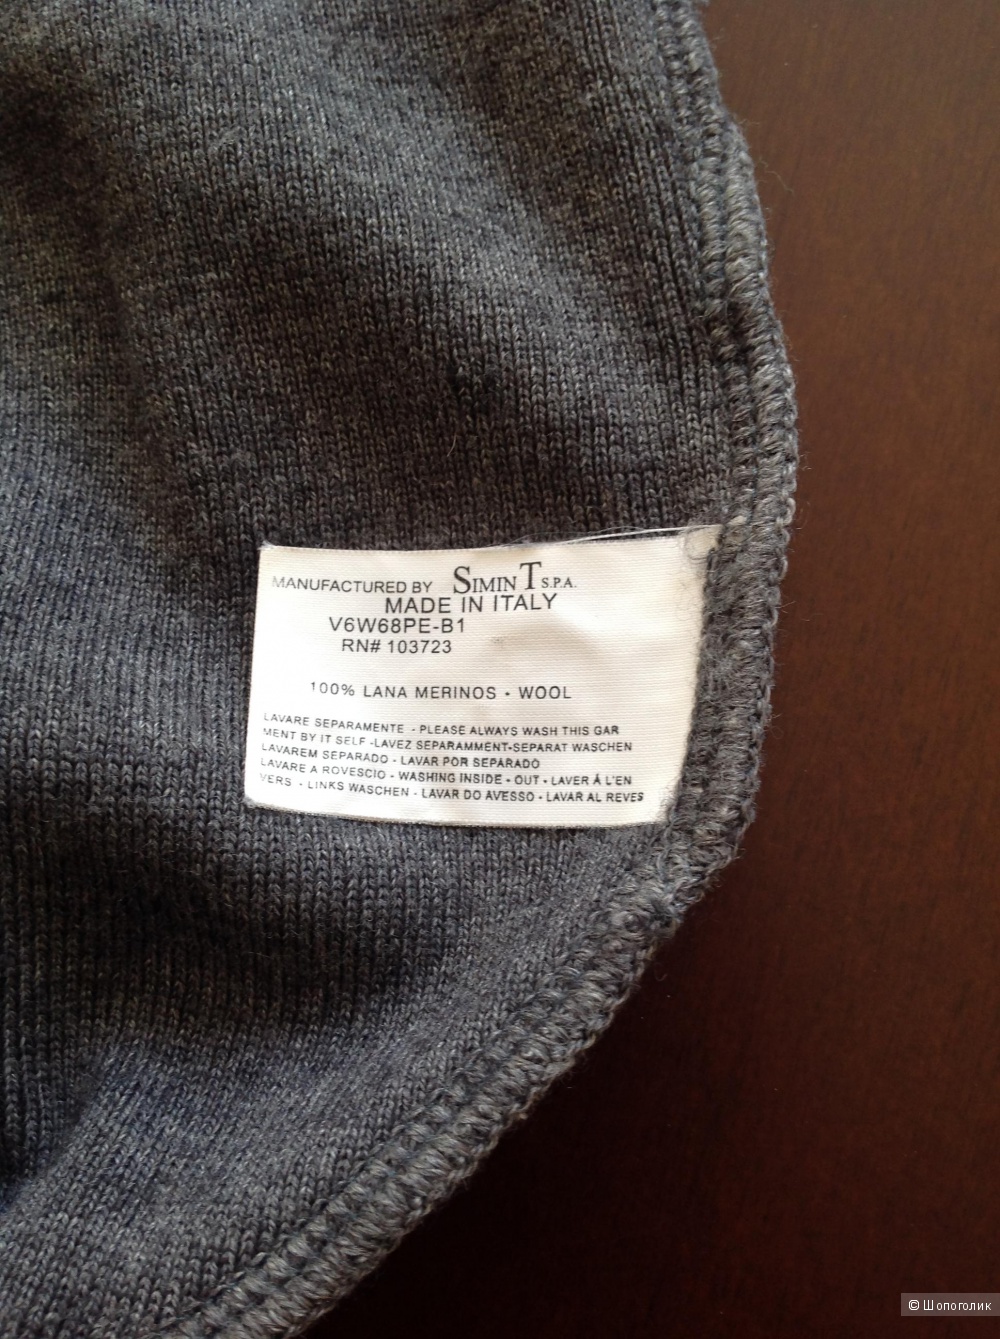 MANUFACTURED BY SIMIN T S.P.A.
MADE IN ITALY
V6W68PE-B1
RN# 103723
100% LANA MERINOS • WOOL
LAVARE SEPARAMENTE - PLEASE ALWAYS WASH THIS GAR
MENT BY IT SELF -LAVEZ SEPARAMMENT-SEPARAT WASCHEN
LAVAREM SEPARADO - LAVAR POR SEPARADO
LAVARE A ROVESCIO - WASHING INSIDE - OUT - LAVER Á L'EN
VERS - LINKS WASCHEN - LAVAR DO AVESSO - LAVAR AL REVES
© Шопоголик